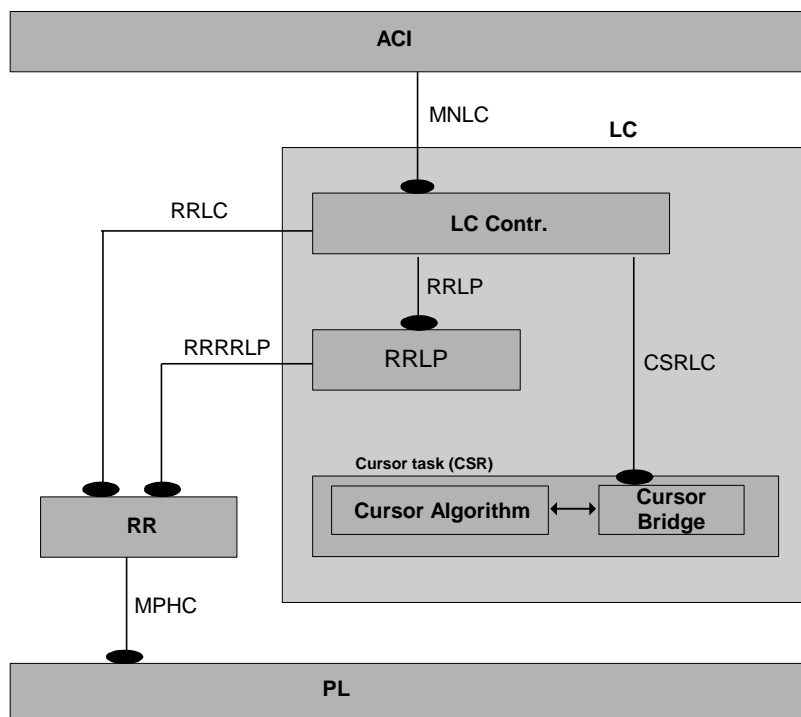 ACI
MNLC
LC
RRLC
LC Contr.
RRLP
RRRRLP
RRLP
CSRLC
Cursor task (CSR)
Cursor Algorithm
Cursor
Bridge
RR
MPHC
PL